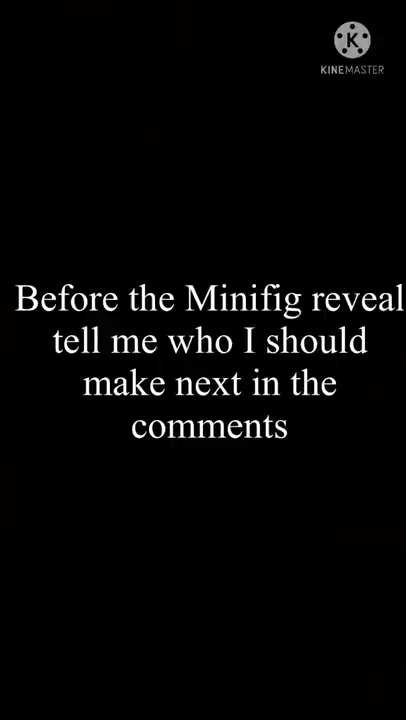 KINEMASTER
Before the Minifig reveal
tell me who I should
make next in the
comments